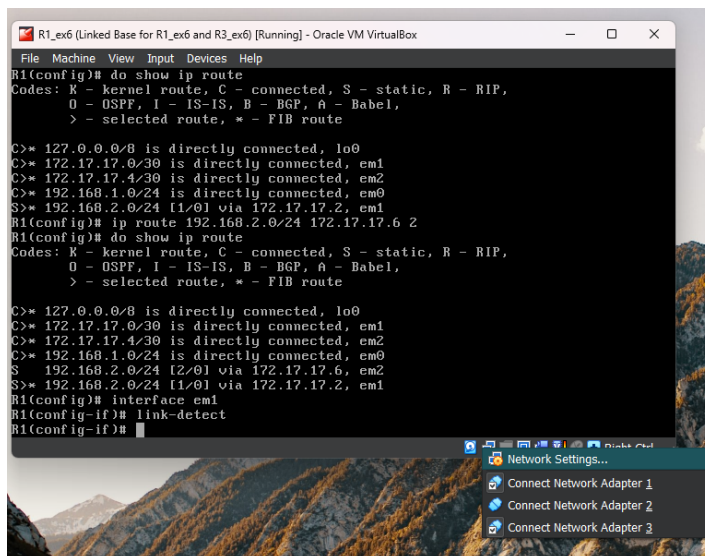 R1_ex6 (Linked Base for R1_ex6 and R3_ex6) [Running] - Oracle VM VirtualBox
File Machine View Input Devices Help
R1(config)# do show ip route
Codes: K - kernel route, C - connected, S - static, R - RIP,
O - OSPF, I - IS-IS, B - BGP, A - Babel,
> - selected route, * - FIB route
C>* 127.0.0.0/8 is directly connected, lo0
C>* 172.17.17.0/30 is directly connected, em1
C>* 172.17.17.4/30 is directly connected, em2
C>* 192.168.1.0/24 is directly connected, em0
S>* 192.168.2.0/24 [1/0] via 172.17.17.2, em1
R1(config)# ip route 192.168.2.0/24 172.17.17.6 2
R1(config)# do show ip route
Codes: K - kernel route, C - connected, S - static, R - RIP,
O - OSPF, I - IS-IS, B - BGP, A - Babel,
> - selected route, * - FIB route
C>* 127.0.0.0/8 is directly connected, lo0
C>* 172.17.17.0/30 is directly connected, em1
C>* 172.17.17.4/30 is directly connected, em2
C>* 192.168.1.0/24 is directly connected, em0
S 192.168.2.0/24 [2/0] via 172.17.17.6, em2
S>* 192.168.2.0/24 [1/0] via 172.17.17.2, em1
R1(config)# interface em1
R1(config-if)# link-detect
R1(config-if)#
Right Ctrl
Network Settings...
Connect Network Adapter 1
Connect Network Adapter 2
Connect Network Adapter 3